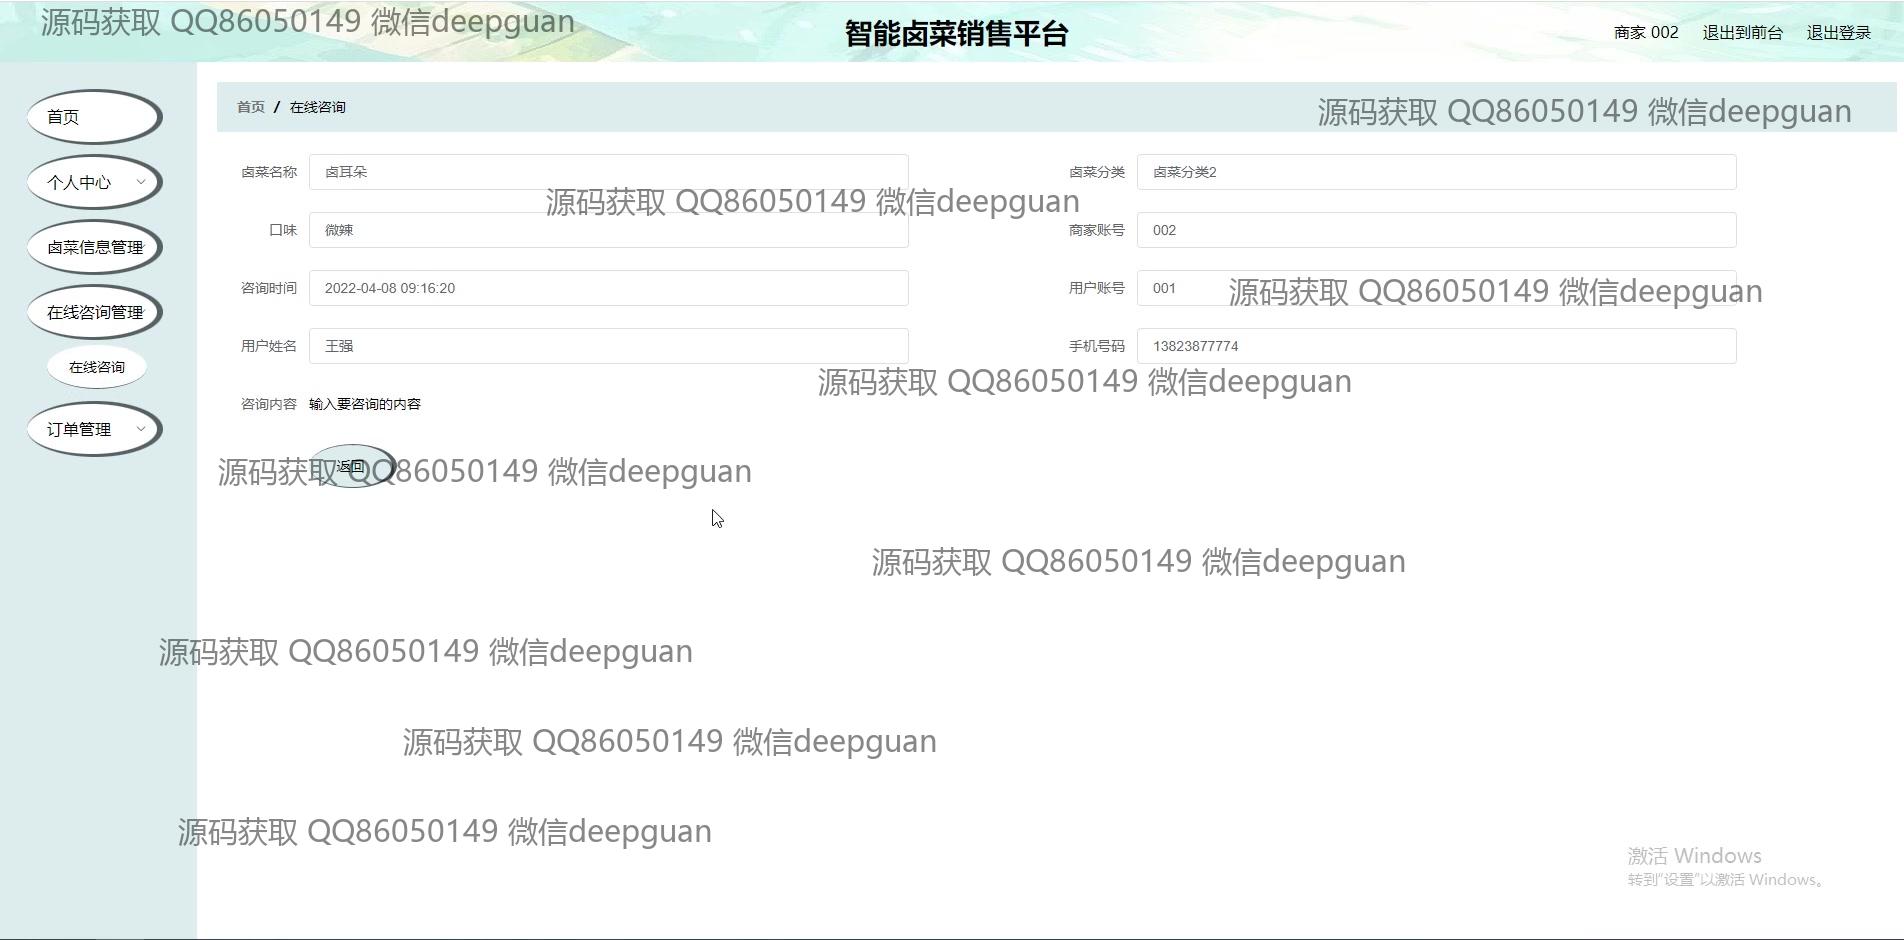 源码获取 QQ86050149 微信deepguan
智能卤菜销售平台
商家 002 退出到前台 退出登录
首页
个人中心
卤菜信息管理
在线咨询管理
在线咨询
订单管理
首页 / 在线咨询
源码获取 QQ86050149 微信deepguan
卤菜名称 卤耳朵
卤菜分类 卤菜分类2
源码获取 QQ86050149 微信deepguan
口味 微辣
商家账号 002
咨询时间 2022-04-08 09:16:20
用户账号 001
源码获取 QQ86050149 微信deepguan
用户姓名 王强
手机号码 13823877774
源码获取 QQ86050149 微信deepguan
咨询内容 输入要咨询的内容
返回
源码获取 QQ86050149 微信deepguan
源码获取 QQ86050149 微信deepguan
源码获取 QQ86050149 微信deepguan
源码获取 QQ86050149 微信deepguan
源码获取 QQ86050149 微信deepguan
激活 Windows
转到"设置"以激活 Windows。